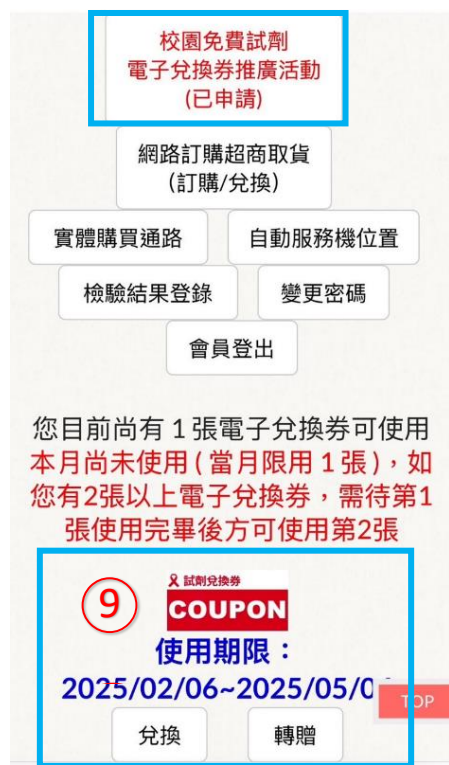 校園免費試劑
電子兌換券推廣活動
(已申請)
網路訂購超商取貨
(訂購/兌換)
實體購買通路
自動服務機位置
檢驗結果登錄
變更密碼
會員登出
您目前尚有 1 張電子兌換券可使用
本月尚未使用 ( 當月限用 1 張 )，如
您有2張以上電子兌換券，需待第1
張使用完畢後方可使用第2張
⑨
試劑兌換券
COUPON
使用期限：
2025/02/06~2025/05/0
TOP
兌換
轉贈